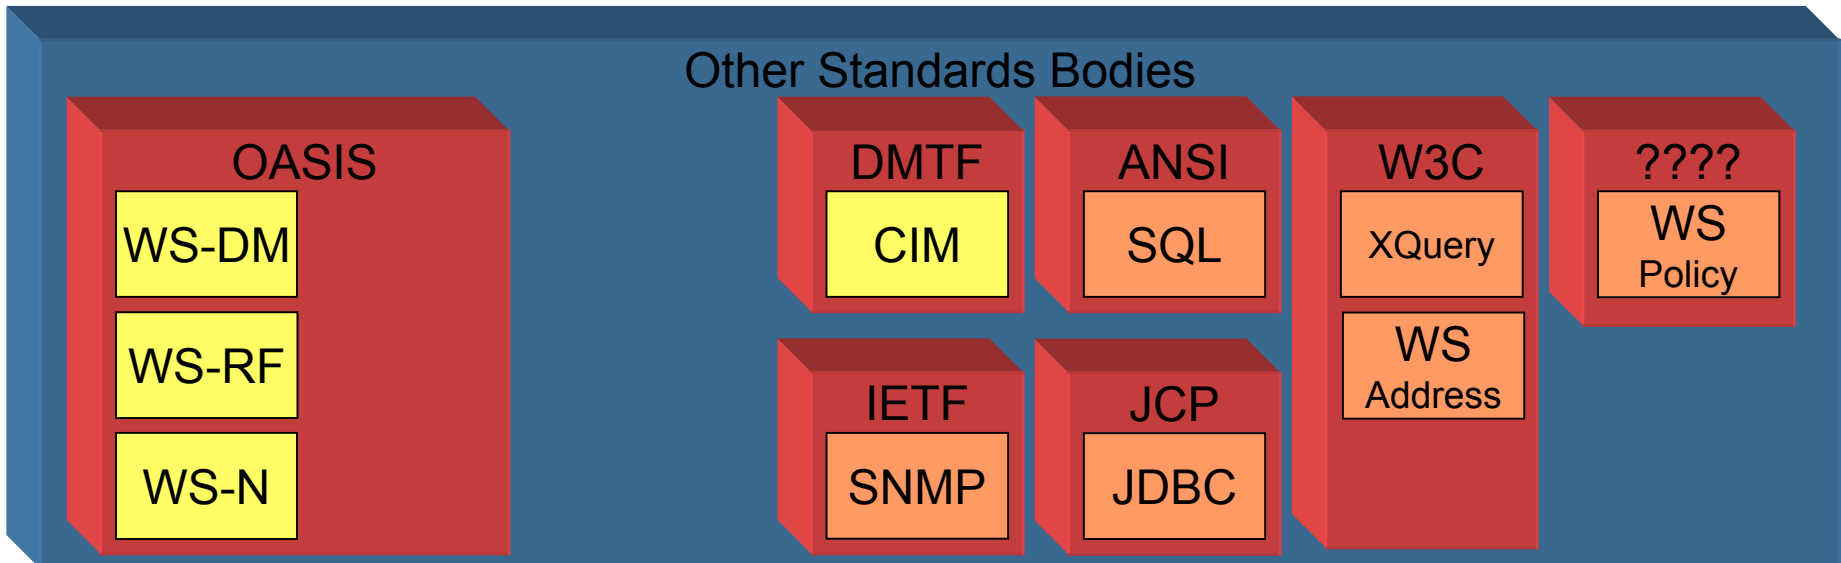 Other Standards Bodies
OASIS
WS-DM
WS-RF
WS-N
DMTF
CIM
ANSI
SQL
W3C
XQuery
WS
Address
????
WS
Policy
IETF
SNMP
JCP
JDBC